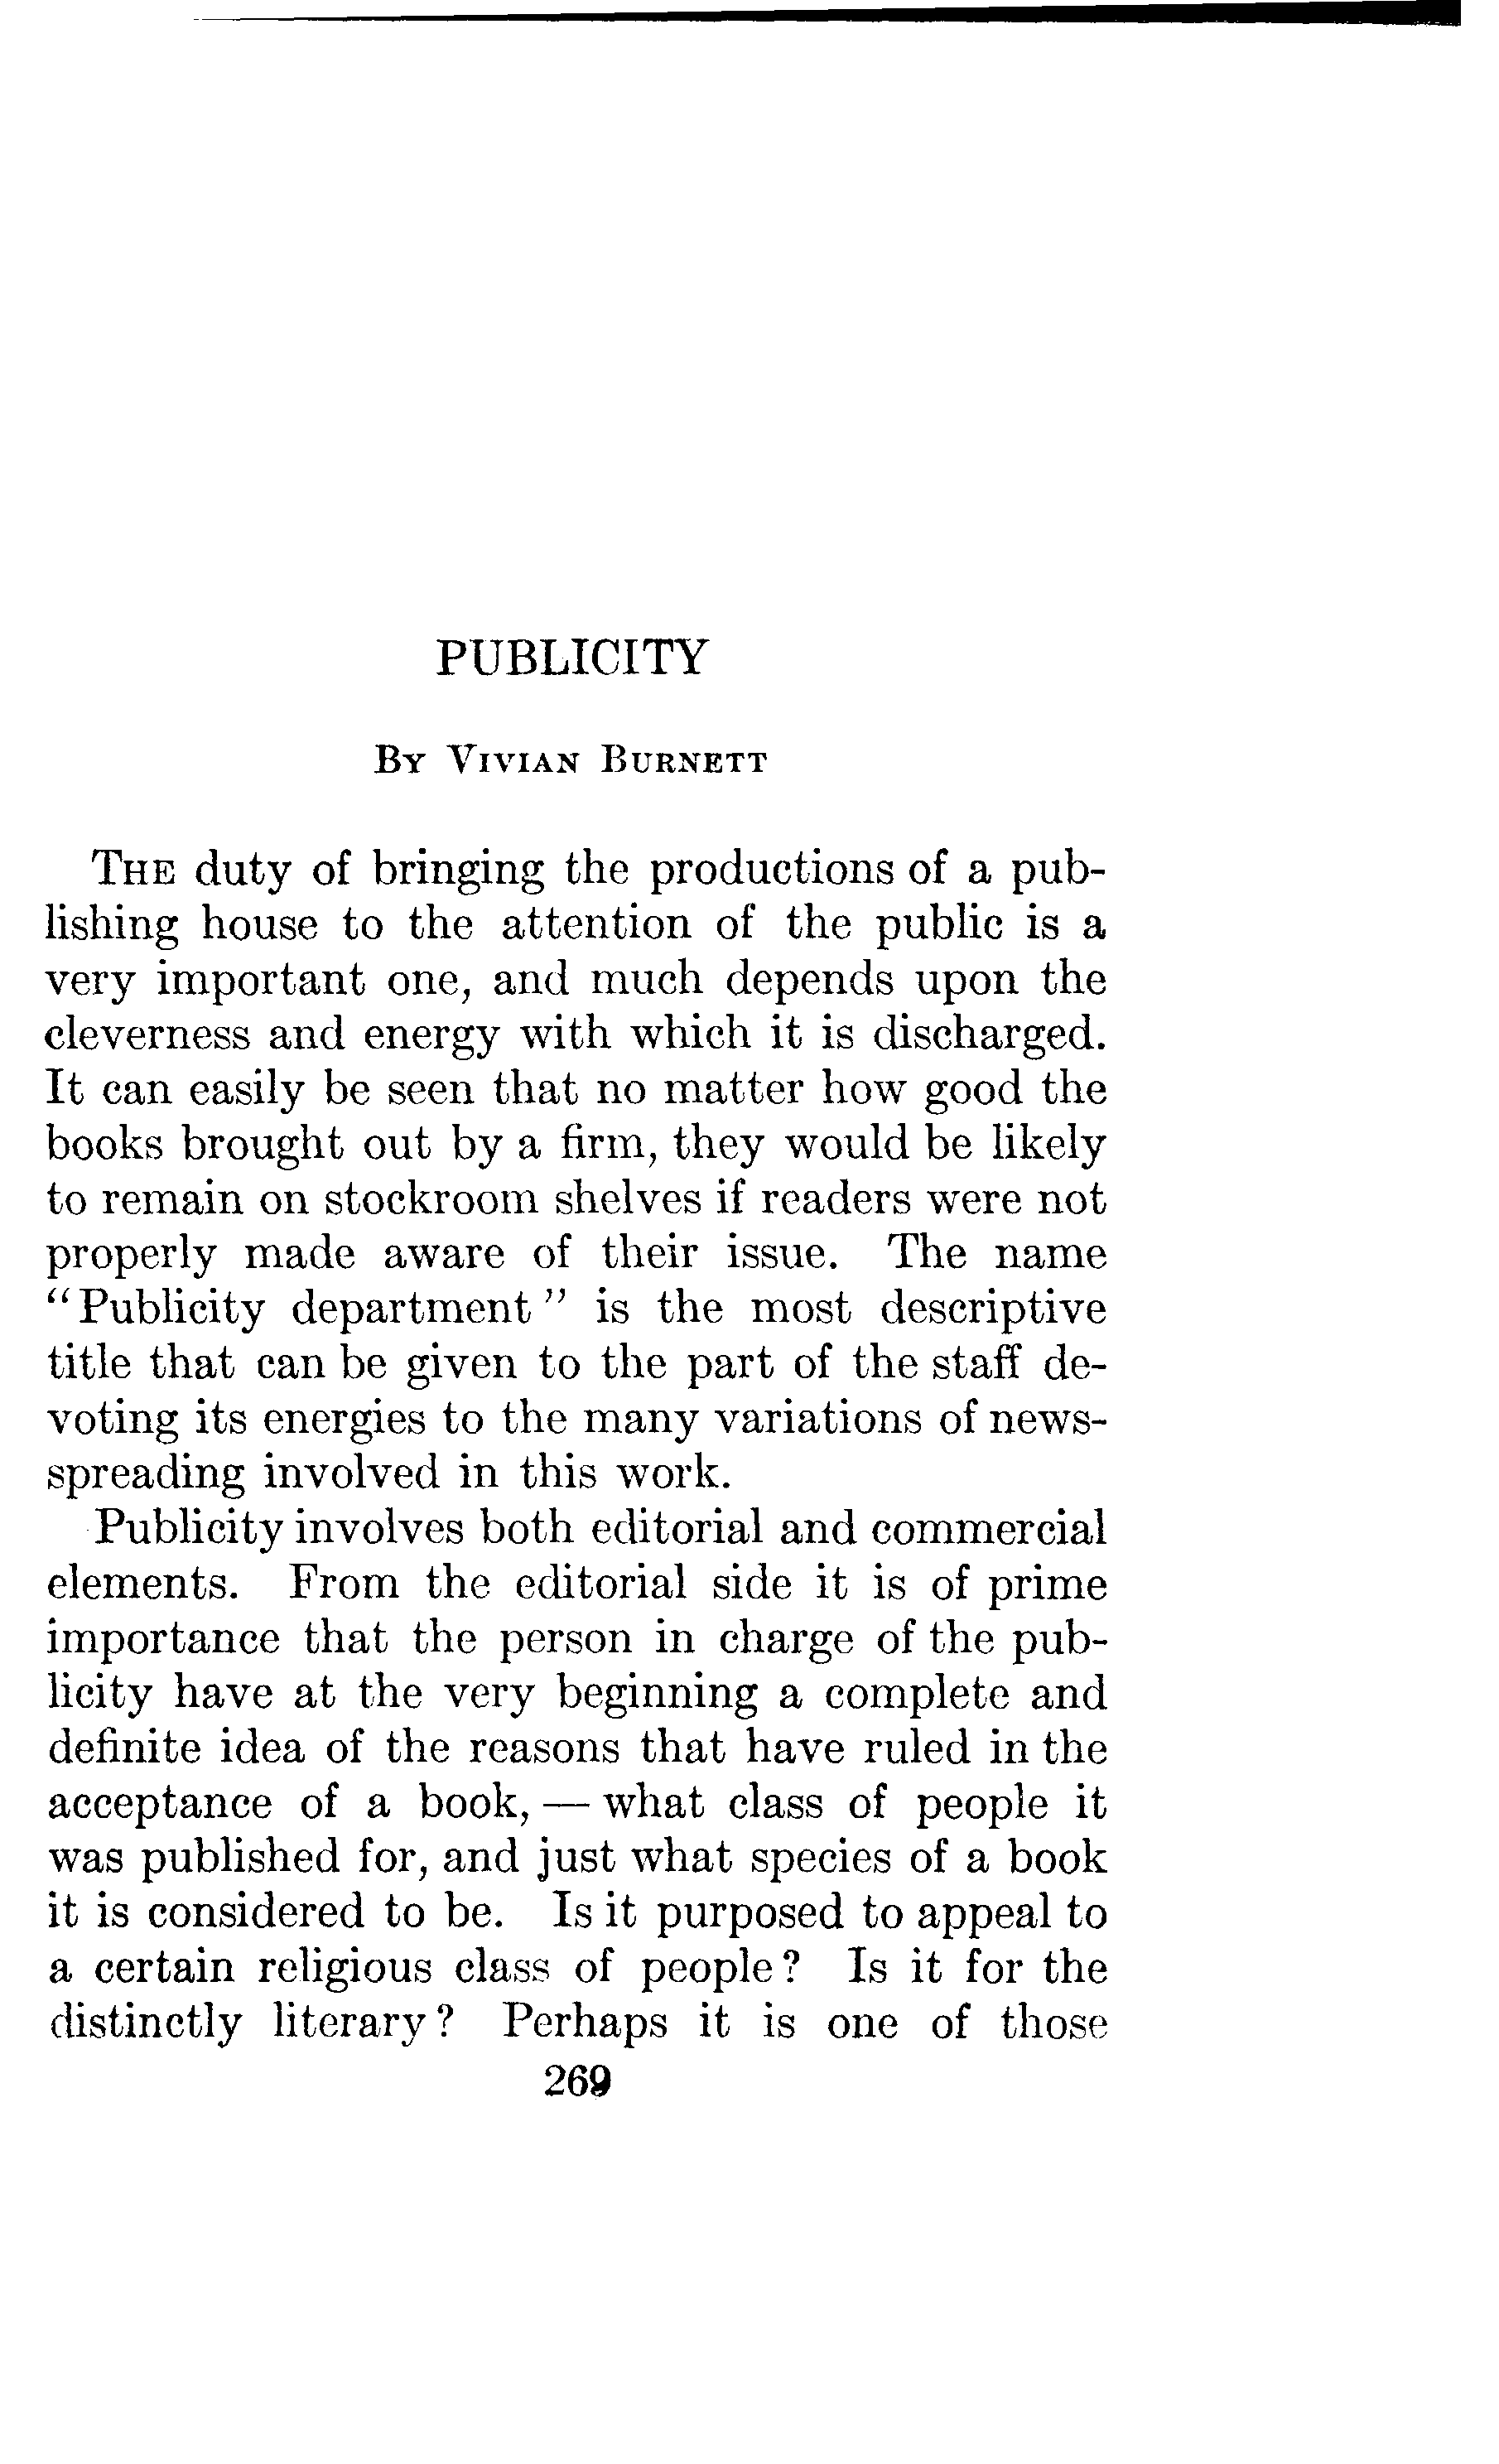 PUBLICITY
By Vivian Burnett
The duty of bringing the productions of a pub-
lishing house to the attention of the public is a
very important one, and much depends upon the
cleverness and energy with which it is discharged.
It can easily be seen that no matter how good the
books brought out by a firm, they would be likely
to remain on stockroom shelves if readers were not
properly made aware of their issue. The name
"Publicity department" is the most descriptive
title that can be given to the part of the staff de-
voting its energies to the many variations of news-
spreading involved in this work.
Publicity involves both editorial and commercial
elements. From the editorial side it is of prime
importance that the person in charge of the pub-
licity have at the very beginning a complete and
definite idea of the reasons that have ruled in the
acceptance of a book, — what class of people it
was published for, and just what species of a book
it is considered to be. Is it purposed to appeal to
a certain religious class of people? Is it for the
distinctly literary? Perhaps it is one of those
269